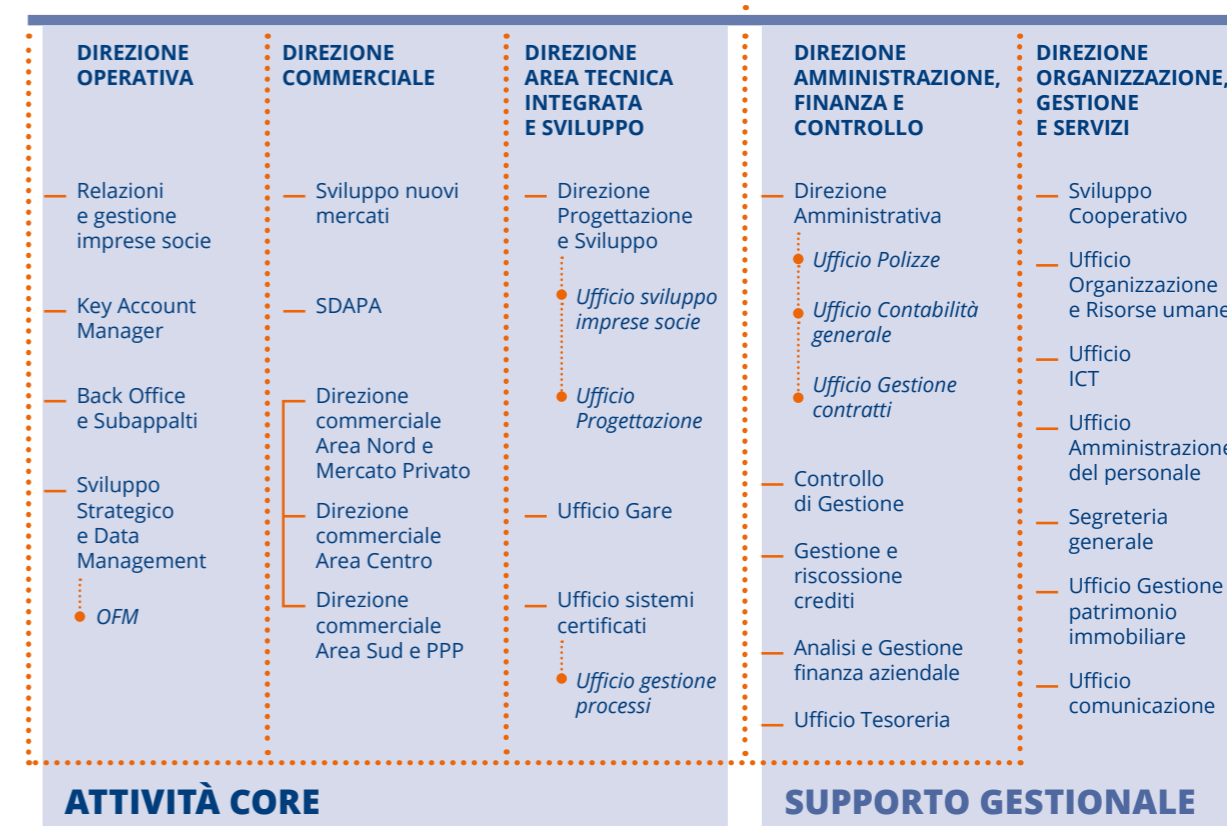 DIREZIONE
OPERATIVA
Relazioni
e gestione
imprese socie
Key Account
Manager
Back Office
e Subappalti
Sviluppo
Strategico
e Data
Management
OFM
DIREZIONE
COMMERCIALE
Sviluppo nuovi
mercati
SDAPA
Direzione
commerciale
Area Nord e
Mercato Privato
Direzione
commerciale
Area Centro
Direzione
commerciale
Area Sud e PPP
DIREZIONE
AREA TECNICA
INTEGRATA
E SVILUPPO
Direzione
Progettazione
e Sviluppo
Ufficio sviluppo
imprese socie
Ufficio
Progettazione
Ufficio Gare
Ufficio sistemi
certificati
Ufficio gestione
processi
ATTIVITÀ CORE
DIREZIONE
AMMINISTRAZIONE,
FINANZA E
CONTROLLO
Direzione
Amministrativa
Ufficio Polizze
Ufficio Contabilità
generale
Ufficio Gestione
contratti
Controllo
di Gestione
Gestione e
riscossione
crediti
Analisi e Gestione
finanza aziendale
Ufficio Tesoreria
DIREZIONE
ORGANIZZAZIONE,
GESTIONE
E SERVIZI
Sviluppo
Cooperativo
Ufficio
Organizzazione
e Risorse umane
Ufficio
ICT
Ufficio
Amministrazione
del personale
Segreteria
generale
Ufficio Gestione
patrimonio
immobiliare
Ufficio
comunicazione
SUPPORTO GESTIONALE